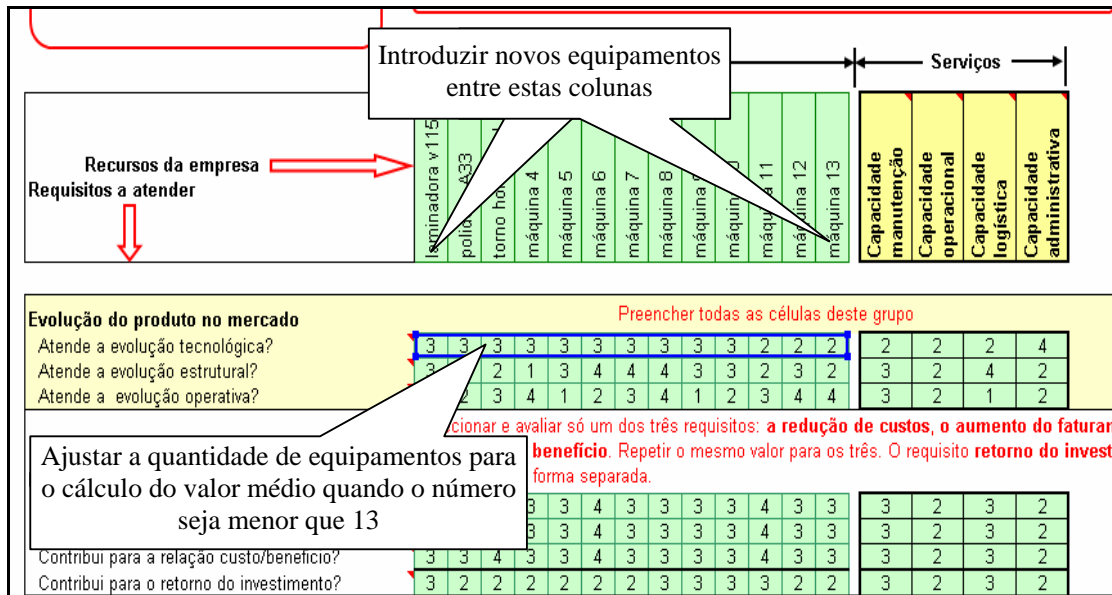 Introduzir novos equipamentos
entre estas colunas
Serviços
Recursos da empresa
Requisitos a atender
laminadora v115
A33
torno
máquina 4
máquina 5
máquina 6
máquina 7
máquina 8
máquina 11
máquina 12
máquina 13
Capacidade
manutenção
Capacidade
operacional
Capacidade
logística
Capacidade
administrativa
Evolução do produto no mercado
Preencher todas as células deste grupo
Atende a evolução tecnológica? 3 3 3 3 3 3 3 3 3 3 2 2 2 2 2 2 4
Atende a evolução estrutural? 3 2 1 3 4 4 4 3 3 2 3 2 3 2 4 2
Atende a evolução operativa? 2 3 4 1 2 3 4 1 2 3 4 4 3 2 1 2
e avaliar só um dos três requisitos: a redução de custos, o aumento do
benefício. Repetir o mesmo valor para os três. O requisito retorno do
forma separada.
Ajustar a quantidade de equipamentos para
o cálculo do valor médio quando o número
seja menor que 13
3 3 4 3 3 3 3 4 3 3 3 2 3 2
3 3 4 3 3 3 3 4 3 3 3 2 3 2
Contribui para a relação custo/benefício? 3 3 4 3 3 4 3 3 3 3 4 3 3 3 2 3 2
Contribui para o retorno do investimento? 3 2 2 2 2 2 2 3 3 3 3 2 2 3 2 3 2